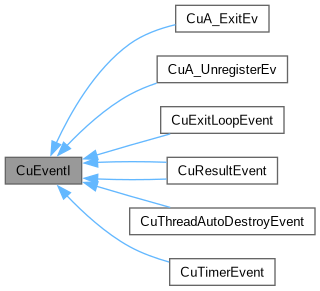 CuA_ExitEv
CuA_UnregisterEv
CuExitLoopEvent
CuEventI
CuResultEvent
CuThreadAutoDestroyEvent
CuTimerEvent